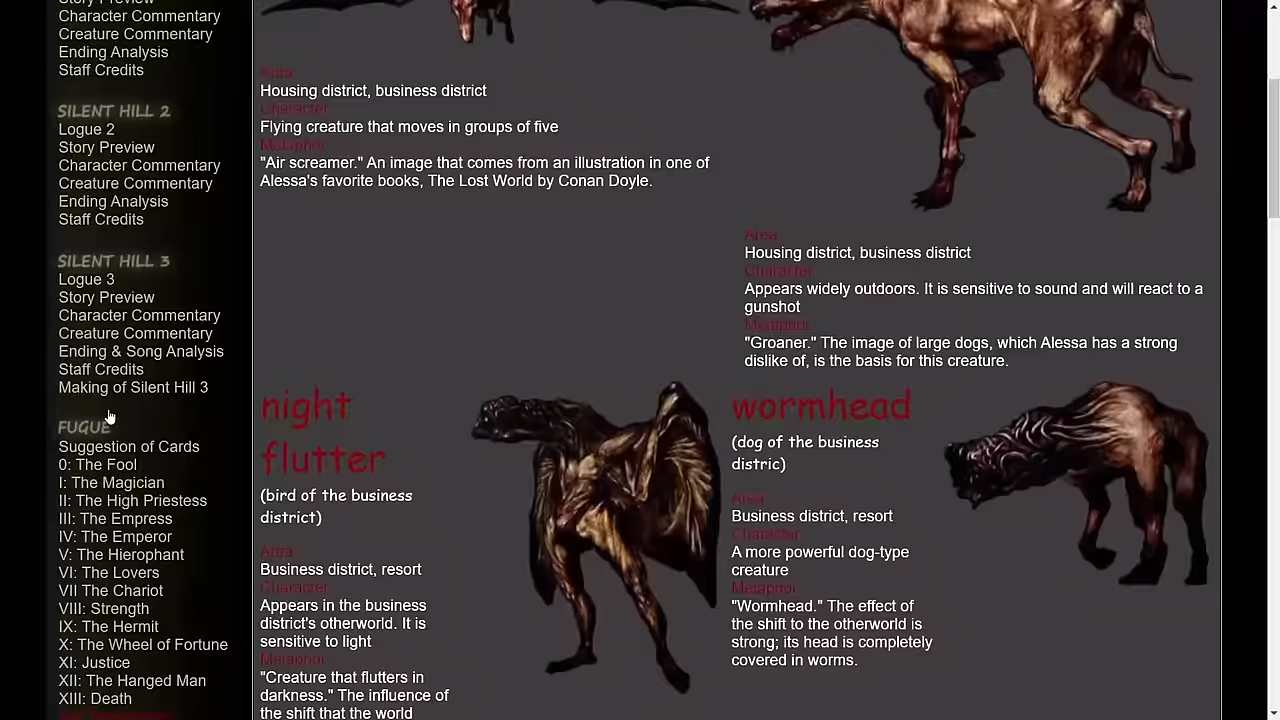 Story Preview
Character Commentary
Creature Commentary
Ending Analysis
Staff Credits
SILENT HILL 2
Logue 2
Story Preview
Character Commentary
Creature Commentary
Ending Analysis
Staff Credits
SILENT HILL 3
Logue 3
Story Preview
Character Commentary
Creature Commentary
Ending & Song Analysis
Staff Credits
Making of Silent Hill 3
FUGUE
Suggestion of Cards
0: The Fool
I: The Magician
II: The High Priestess
III: The Empress
IV: The Emperor
V: The Hierophant
VI: The Lovers
VII The Chariot
VIII: Strength
IX: The Hermit
X: The Wheel of Fortune
XI: Justice
XII: The Hanged Man
XIII: Death
Area
Housing district, business district
Character
Flying creature that moves in groups of five
Metaphor
"Air screamer." An image that comes from an illustration in one of
Alessa's favorite books, The Lost World by Conan Doyle.
Area
Housing district, business district
Character
Appears widely outdoors. It is sensitive to sound and will react to a
gunshot
Metaphor
"Groaner." The image of large dogs, which Alessa has a strong
dislike of, is the basis for this creature.
night
flutter
(bird of the business
district)
Area
Business district, resort
Character
Appears in the business
district's otherworld. It is
sensitive to light
Metaphor
"Creature that flutters in
darkness." The influence of
the shift that the world
wormhead
(dog of the business
distric)
Area
Business district, resort
Character
A more powerful dog-type
creature
Metaphor
"Wormhead." The effect of
the shift to the otherworld is
strong; its head is completely
covered in worms.